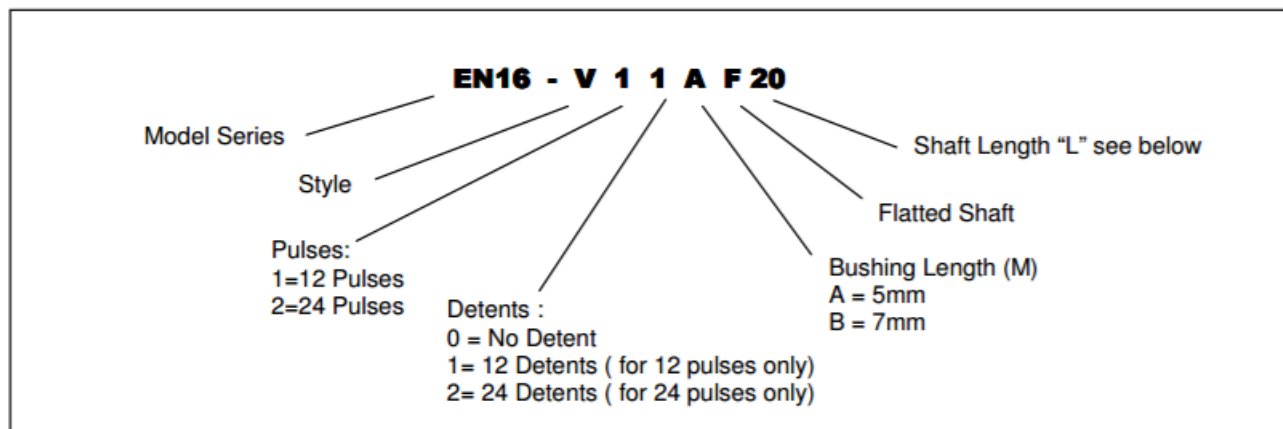 EN16 - V 1 1 A F 20
Model Series
Shaft Length “L” see below
Style
Flatted Shaft
Pulses:
1=12 Pulses
2=24 Pulses
Bushing Length (M)
A = 5mm
B = 7mm
Detents :
0 = No Detent
1= 12 Detents ( for 12 pulses only)
2= 24 Detents ( for 24 pulses only)